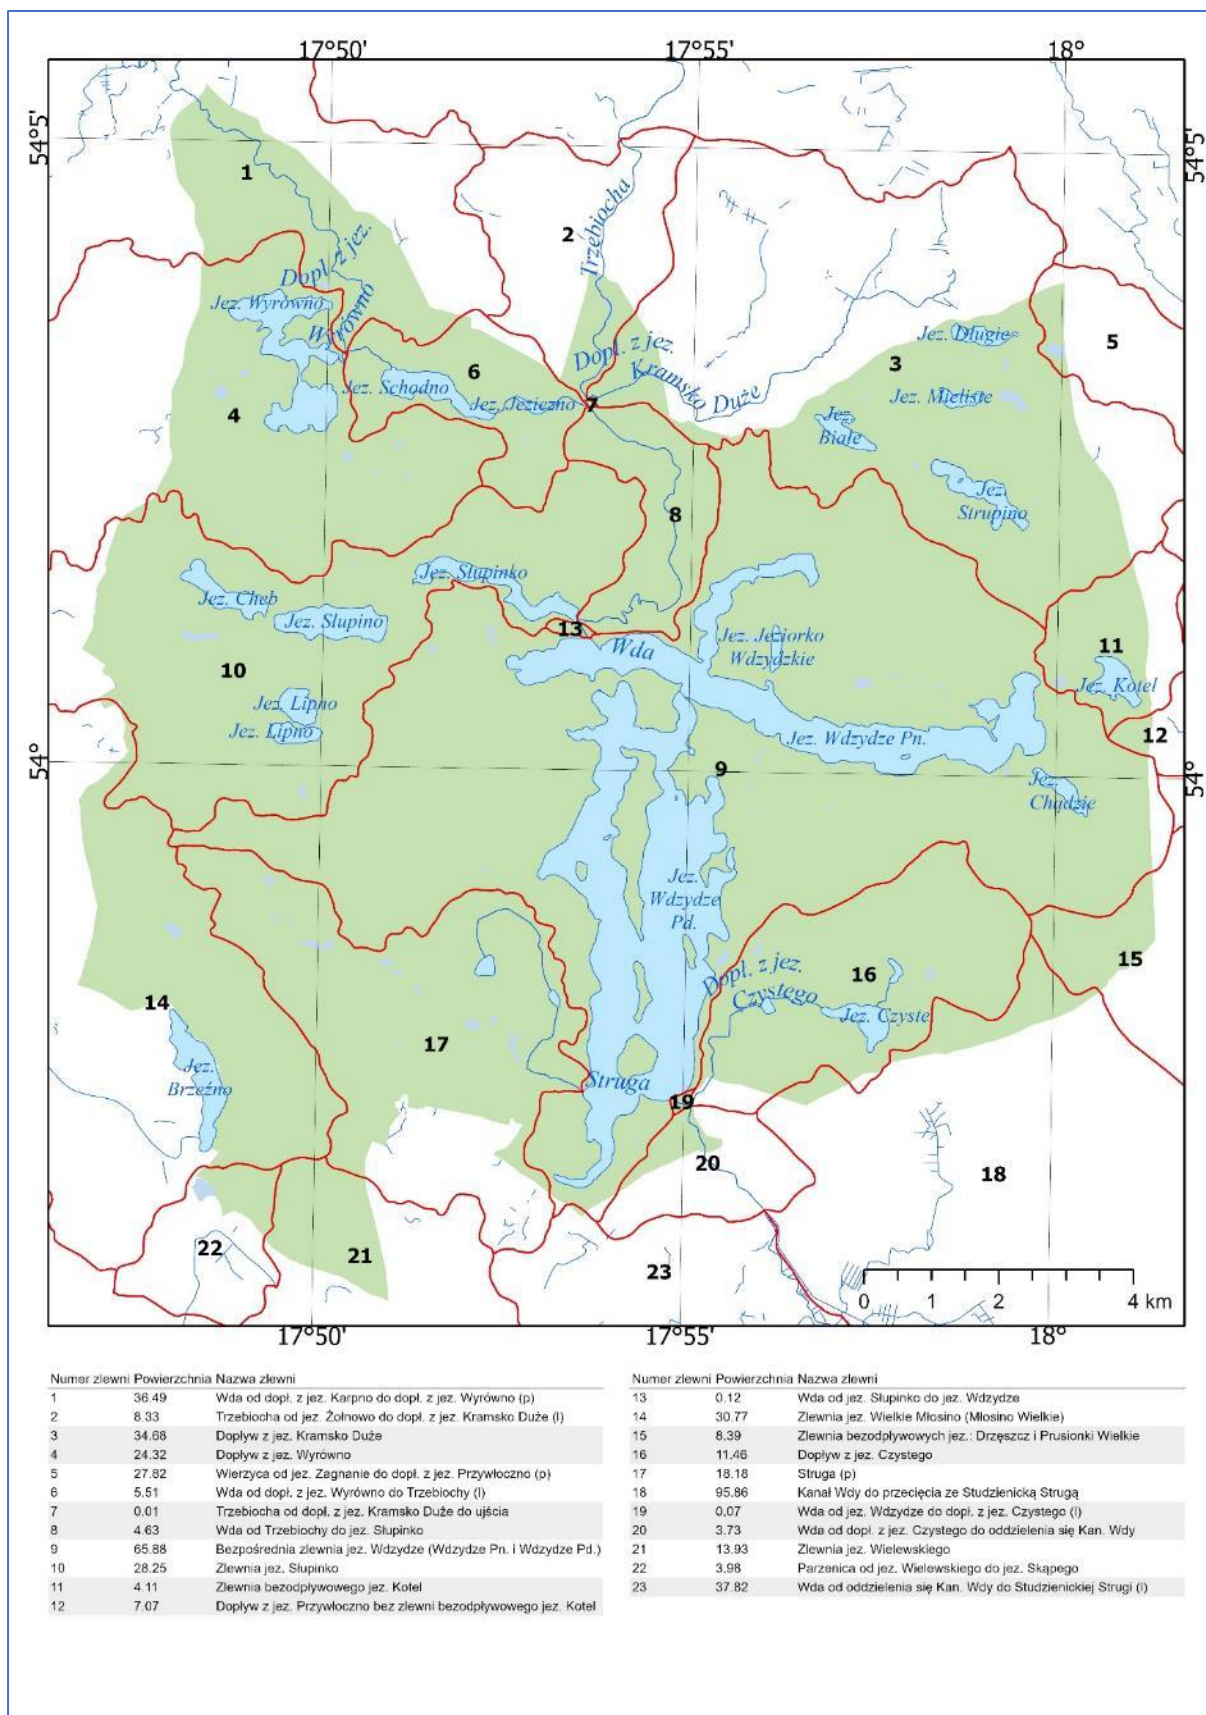 17°50'
17°55'
18°
54°5'
54°5'
1
2
Trzebiocha
Dopł. z jez.
Wyrówno
Jez. Wyrówno
Dopł. z jez.
Kramsko Duże
Jez. Długie
5
3
6
Jez. Schodno
Jez. Jeziezno
7
Jez. Mieliste
4
Jez.
Białe
Jez.
Strupino
8
Jez. Słupinko
Jez. Cheb
Jez. Słupino
13
Wda
Jez. Jeziorko
Wdzydzkie
11
Jez. Kotel
10
Jez. Lipno
Jez. Lipno
Jez. Wdzydze Pn.
12
54°
54°
9
Jez.
Chądzie
Jez.
Wdzydze
Pd.
15
Dopł. z jez.
Czystego
16
14
Jez. Czyste
17
Jez.
Brzeźno
Struga
19
20
18
22
21
23
0 1 2 4 km
17°50'
17°55'
18°
Numer zlewni Powierzchnia Nazwa zlewni
1 36.49 Wda od dopł. z jez. Karpno do dopł. z jez. Wyrówno (p)
2 8.33 Trzebiocha od jez. Żołnowo do dopł. z jez. Kramsko Duże (l)
3 34.68 Dopływ z jez. Kramsko Duże
4 24.32 Dopływ z jez. Wyrówno
5 27.82 Wierzyca od jez. Zagnanie do dopł. z jez. Przywłoczno (p)
6 5.51 Wda od dopł. z jez. Wyrówno do Trzebiochy (l)
7 0.01 Trzebiocha od dopł. z jez. Kramsko Duże do ujścia
8 4.63 Wda od Trzebiochy do jez. Słupinko
9 65.88 Bezpośrednia zlewnia jez. Wdzydze (Wdzydze Pn. i Wdzydze Pd.)
10 28.25 Zlewnia jez. Słupinko
11 4.11 Zlewnia bezodpływowego jez. Kotel
12 7.07 Dopływ z jez. Przywłoczno bez zlewni bezodpływowego jez. Kotel
Numer zlewni Powierzchnia Nazwa zlewni
13 0.12 Wda od jez. Słupinko do jez. Wdzydze
14 30.77 Zlewnia jez. Wielkie Młosino (Młosino Wielkie)
15 8.39 Zlewnia bezodpływowych jez.: Drzęszcz i Prusionki Wielkie
16 11.46 Dopływ z jez. Czystego
17 18.18 Struga (p)
18 95.86 Kanał Wdy do przecięcia ze Studzienicką Strugą
19 0.07 Wda od jez. Wdzydze do dopł. z jez. Czystego (l)
20 3.73 Wda od dopł. z jez. Czystego do oddzielenia się Kan. Wdy
21 13.93 Zlewnia jez. Wielewskiego
22 3.98 Parzenica od jez. Wielewskiego do jez. Skąpego
23 37.82 Wda od oddzielenia się Kan. Wdy do Studzienickiej Strugi (l)